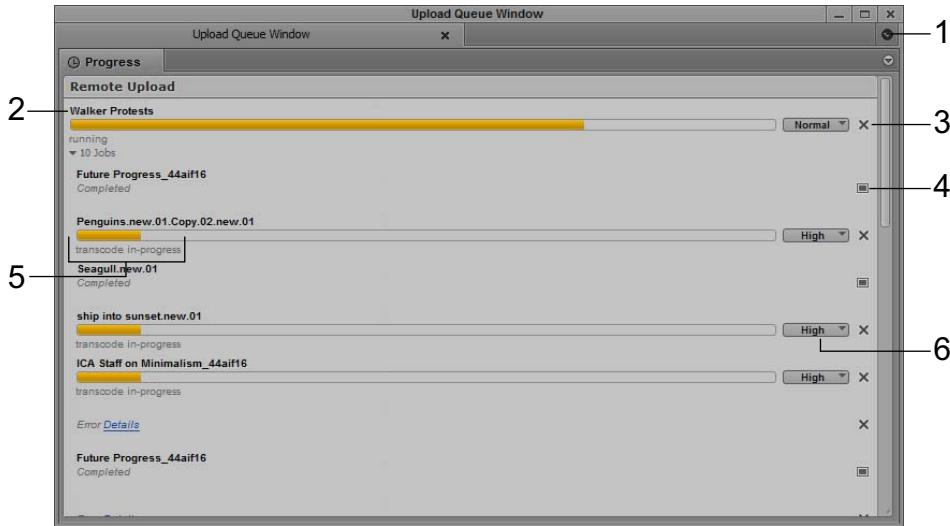 Upload Queue Window
Upload Queue Window
1
Progress
Remote Upload
2
Walker Protests
Normal
3
running
10 Jobs
Future Progress_44aif16
Completed
4
Penguins.new.01.Copy.02.new.01
High
transcode in-progress
5
Seagull.new.01
Completed
ship into sunset.new.01
High
transcode in-progress
6
ICA Staff on Minimalism_44aif16
High
transcode in-progress
Error Details
Future Progress_44aif16
Completed